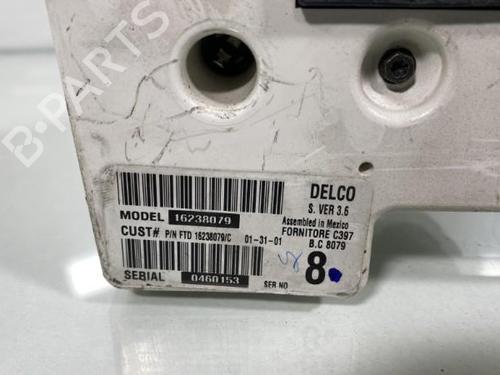 B-PARTS
DELCO
S. VER 3.6
MODEL 16238079
Assembled in Mexico
CUST# P/N FTD 16238079/C 01-31-01
FORNITORE C397
B.C 8079
8
SERIAL 0460153
SER NO